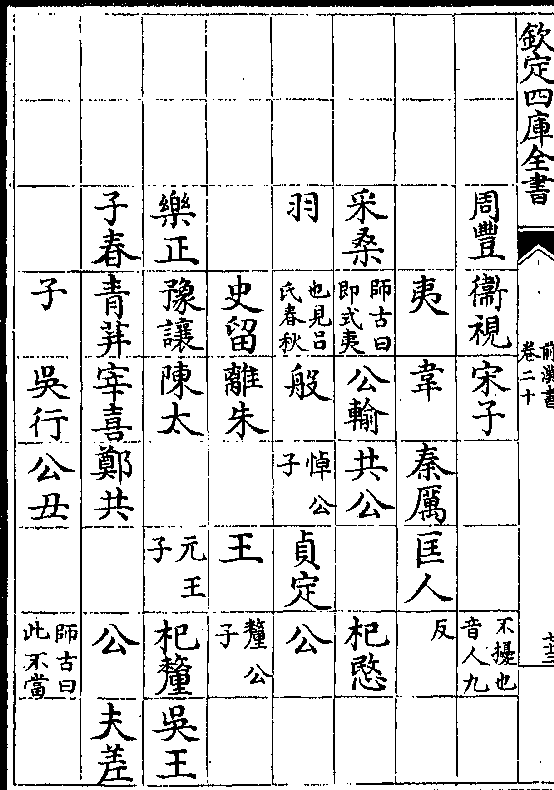 欽定四庫全書
前漢書
卷二十
周豐 衞視 宋子 不擾也
音人九
夷 韋 秦厲 匡人 反
采桑 師古曰
即式夷 公輸 共公 杞愍
羽 也見吕
氏春秋 般 悼公
子 貞定 公
史留 離朱 王 釐公
子
樂正 豫讓 陳太 元王
子 杞釐 吳王
子春 青荓 宰喜 鄭共 公 夫差
子 吳行 公丑 師古曰
此不當